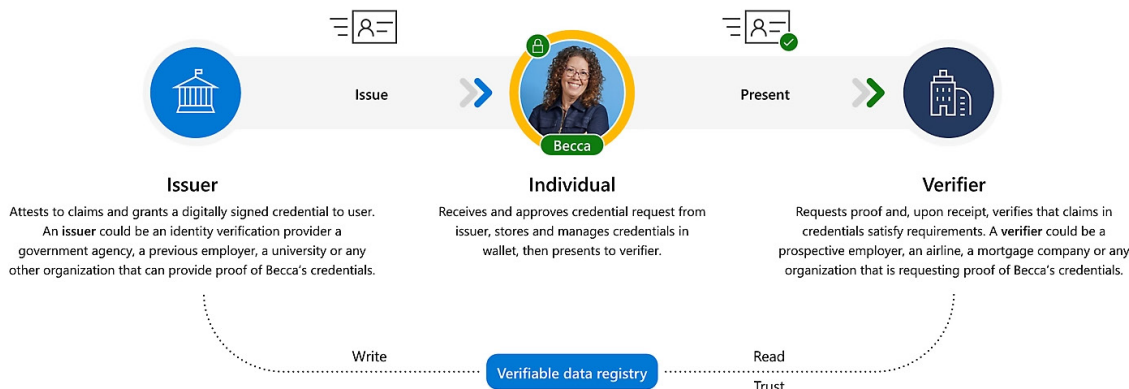 Issue
Present
Becca
Issuer
Attests to claims and grants a digitally signed credential to user.
An issuer could be an identity verification provider a
government agency, a previous employer, a university or any
other organization that can provide proof of Becca's credentials.
Individual
Receives and approves credential request from
issuer, stores and manages credentials in
wallet, then presents to verifier.
Verifier
Requests proof and, upon receipt, verifies that claims in
credentials satisfy requirements. A verifier could be a
prospective employer, an airline, a mortgage company or any
organization that is requesting proof of Becca's credentials.
Write
Verifiable data registry
Read
Trust